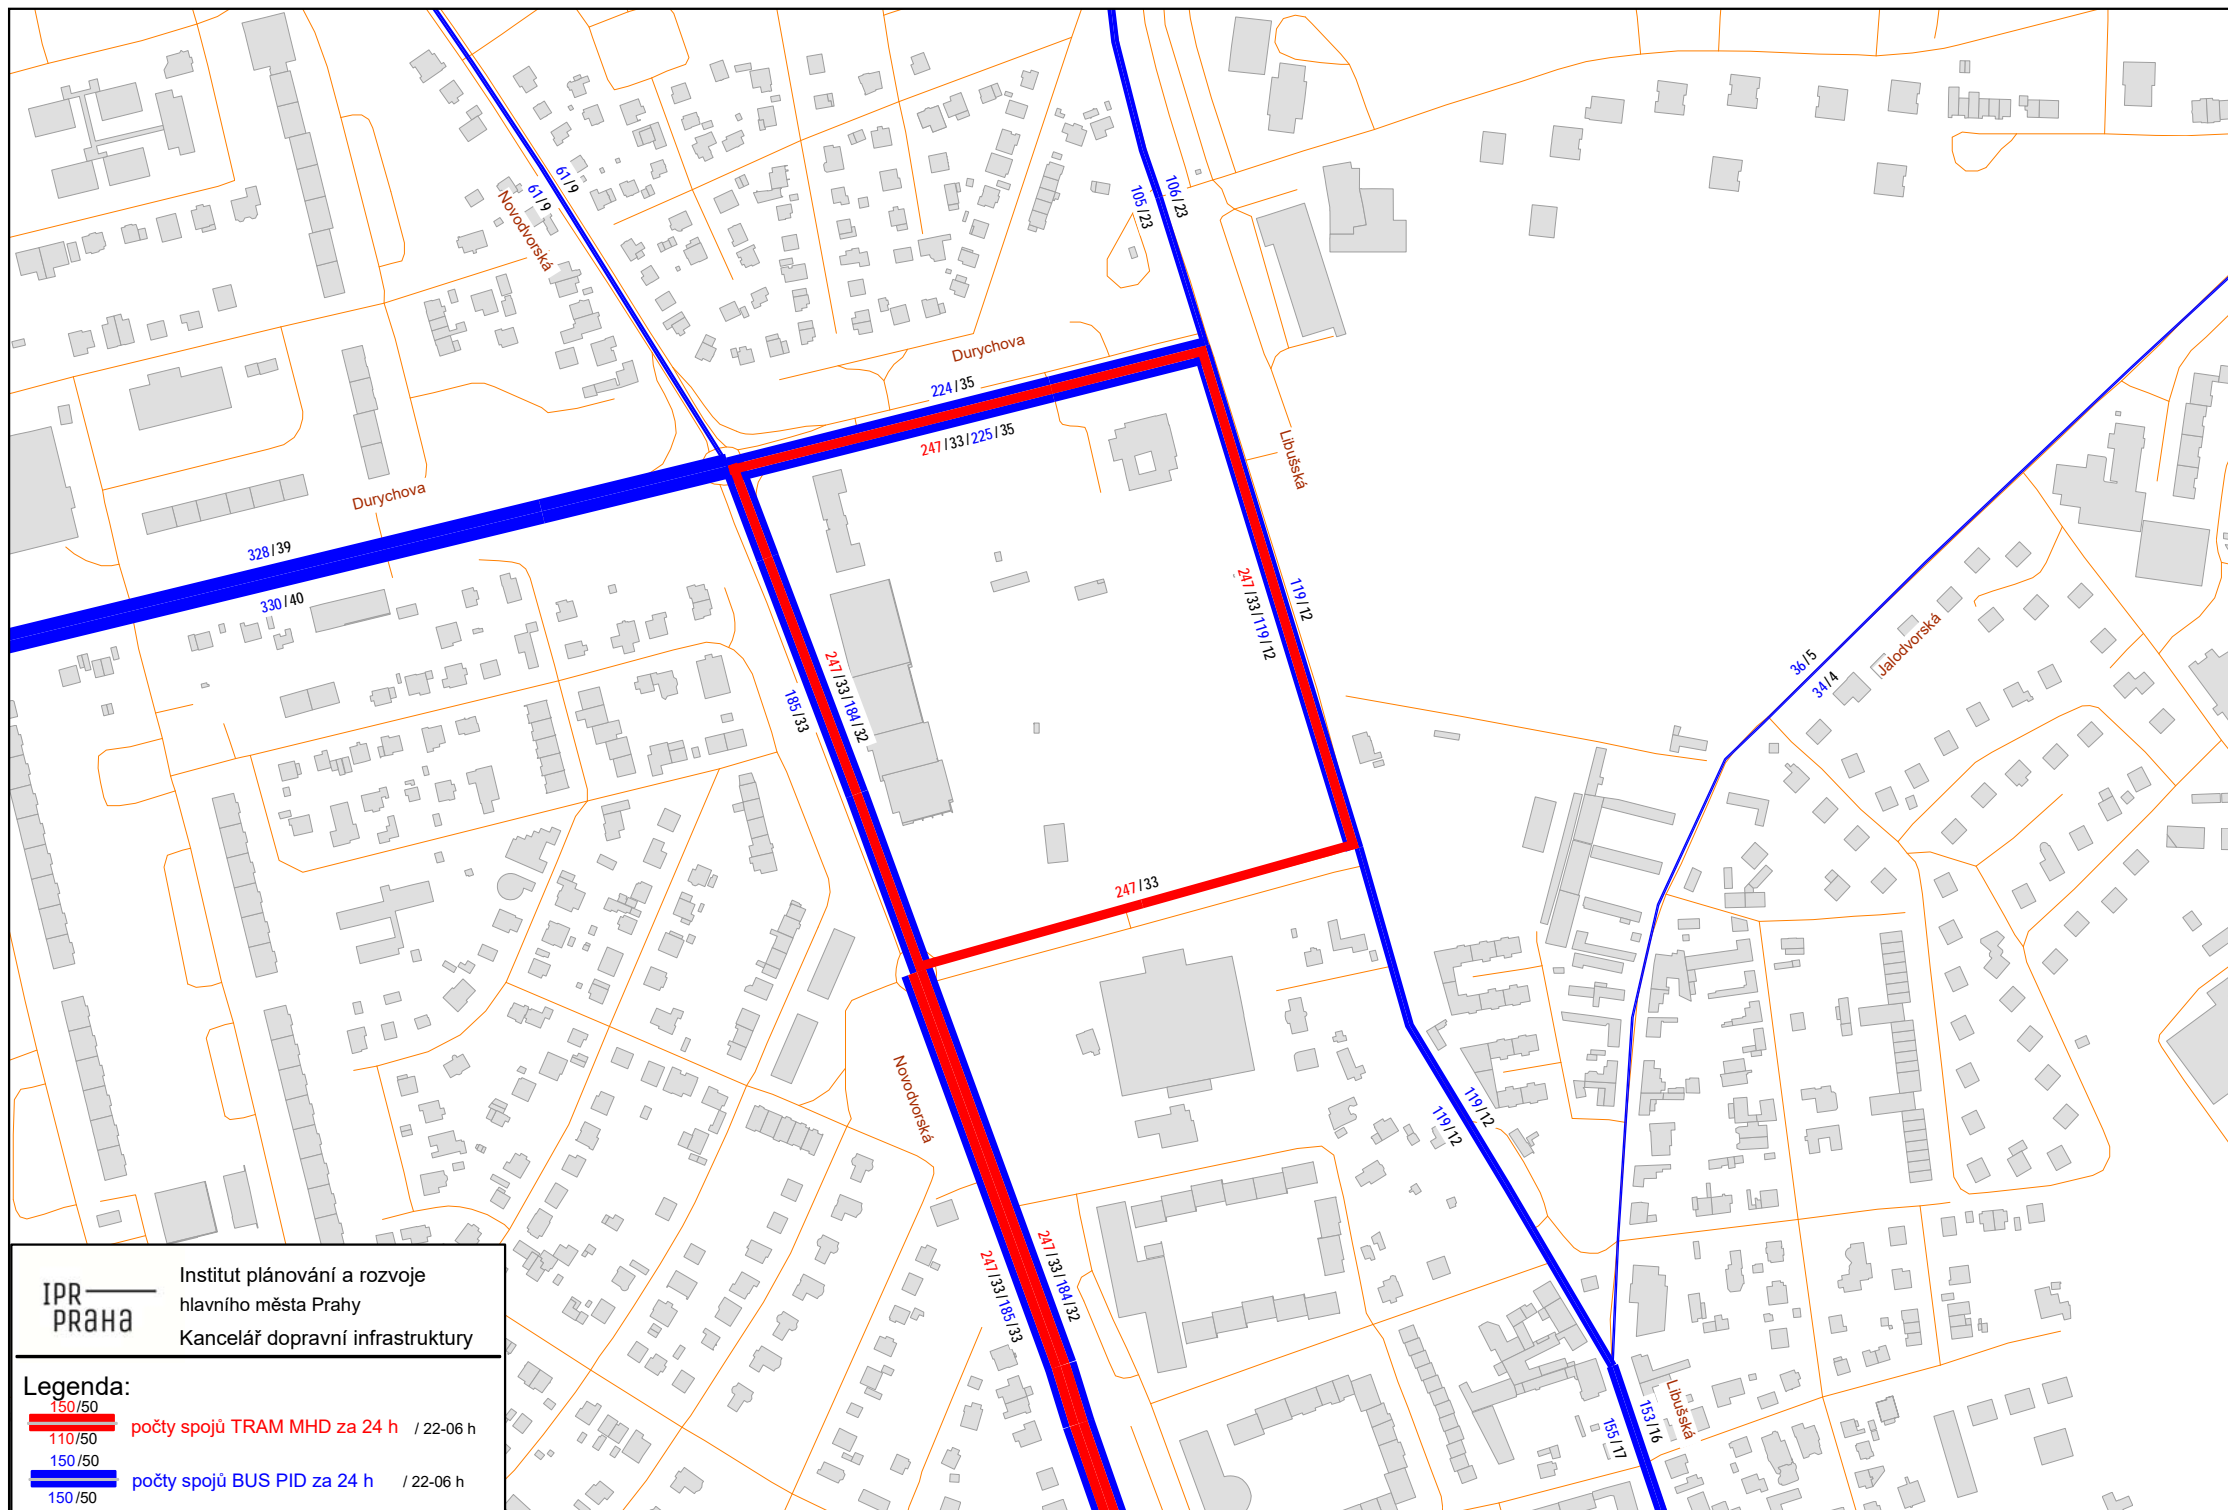 61/9
61/9
Novodvorská
106/23
105/23
Durychova
224/35
247/33/225/35
Libušská
Durychova
328/39
330/40
247/33/119/12
119/12
247/33/184/32
185/33
36/5
34/4
Jalodvorská
247/33
Novodvorská
119/12
119/12
247/33/184/32
247/33/185/33
Libušská
153/16
155/17
IPR
PRaHa
Institut plánování a rozvoje
hlavního města Prahy
Kancelář dopravní infrastruktury
Legenda:
150/50
počty spojů TRAM MHD za 24 h / 22-06 h
110/50
150/50
počty spojů BUS PID za 24 h / 22-06 h
150/50